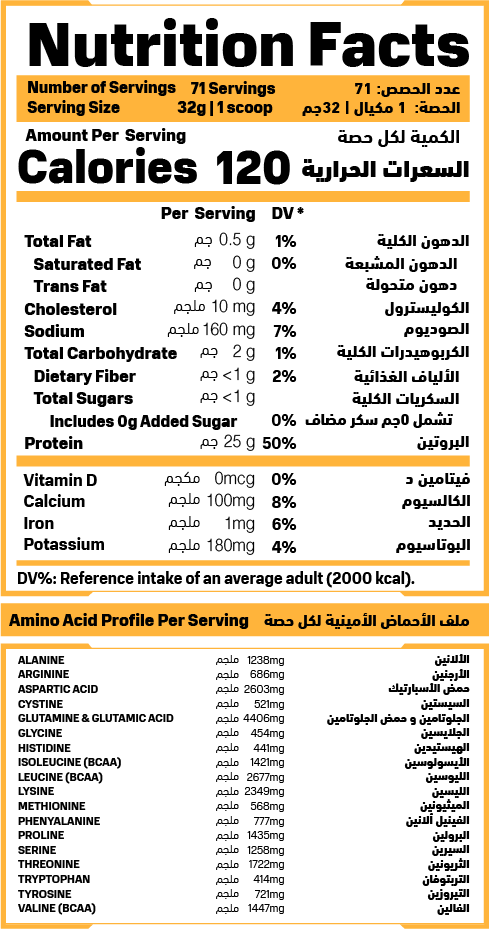 Nutrition Facts
Number of Servings 71 Servings عدد الحصص: 71
Serving Size 32g | 1 scoop الحصة: 1 مكيال | 32جم
Amount Per Serving الكمية لكل حصة
Calories 120 السعرات الحرارية
Per Serving DV *
Total Fat جم 0.5 g 1% الدهون الكلية
Saturated Fat جم 0 g 0% الدهون المشبعة
Trans Fat جم 0 g دهون متحولة
Cholesterol ملجم 10 mg 4% الكوليسترول
Sodium ملجم 160 mg 7% الصوديوم
Total Carbohydrate جم 2 g 1% الكربوهيدرات الكلية
Dietary Fiber جم <1 g 2% الألياف الغذائية
Total Sugars جم <1 g السكريات الكلية
Includes 0g Added Sugar 0% تشمل 0جم سكر مضاف
Protein جم 25 g 50% البروتين
Vitamin D مكجم 0mcg 0% فيتامين د
Calcium ملجم 100mg 8% الكالسيوم
Iron ملجم 1mg 6% الحديد
Potassium ملجم 180mg 4% البوتاسيوم
DV%: Reference intake of an average adult (2000 kcal).
Amino Acid Profile Per Serving ملف الأحماض الأمينية لكل حصة
ALANINE ملجم 1238mg الألانين
ARGININE ملجم 686mg الأرجنين
ASPARTIC ACID ملجم 2603mg حمض الأسبارتيك
CYSTINE ملجم 521mg السيستين
GLUTAMINE & GLUTAMIC ACID ملجم 4406mg الجلوتامين و حمض الجلوتامين
GLYCINE ملجم 454mg الجلايسين
HISTIDINE ملجم 441mg الهيستيدين
ISOLEUCINE (BCAA) ملجم 1421mg الأيسولوسين
LEUCINE (BCAA) ملجم 2677mg الليوسين
LYSINE ملجم 2349mg الليسين
METHIONINE ملجم 568mg الميثيونين
PHENYALANINE ملجم 777mg الفينيل ألانين
PROLINE ملجم 1435mg البرولين
SERINE ملجم 1258mg السيرين
THREONINE ملجم 1722mg الثريونين
TRYPTOPHAN ملجم 414mg التربتوفان
TYROSINE ملجم 721mg التيروزين
VALINE (BCAA) ملجم 1447mg الفالين